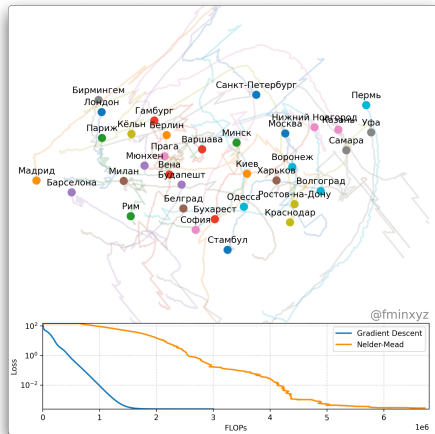 Санкт-Петербург
Пермь
Бирмингем
Лондон
Гамбург
Нижний Новгород
Казань
Уфа
Париж
Кёльн
Берлин
Москва
Минск
Самара
Варшава
Прага
Мюнхен
Вена
Воронеж
Мадрид
Барселона
Милан
Будапешт
Киев
Харьков
Волгоград
Рим
Белград
Бухарест
Одесса
Ростов-на-Дону
Краснодар
София
Стамбул
@fminxyz
Gradient Descent
Nelder-Mead
Loss
10²
10⁰
10⁻²
0 1 2 3 4 5 6
1e6
FLOPs